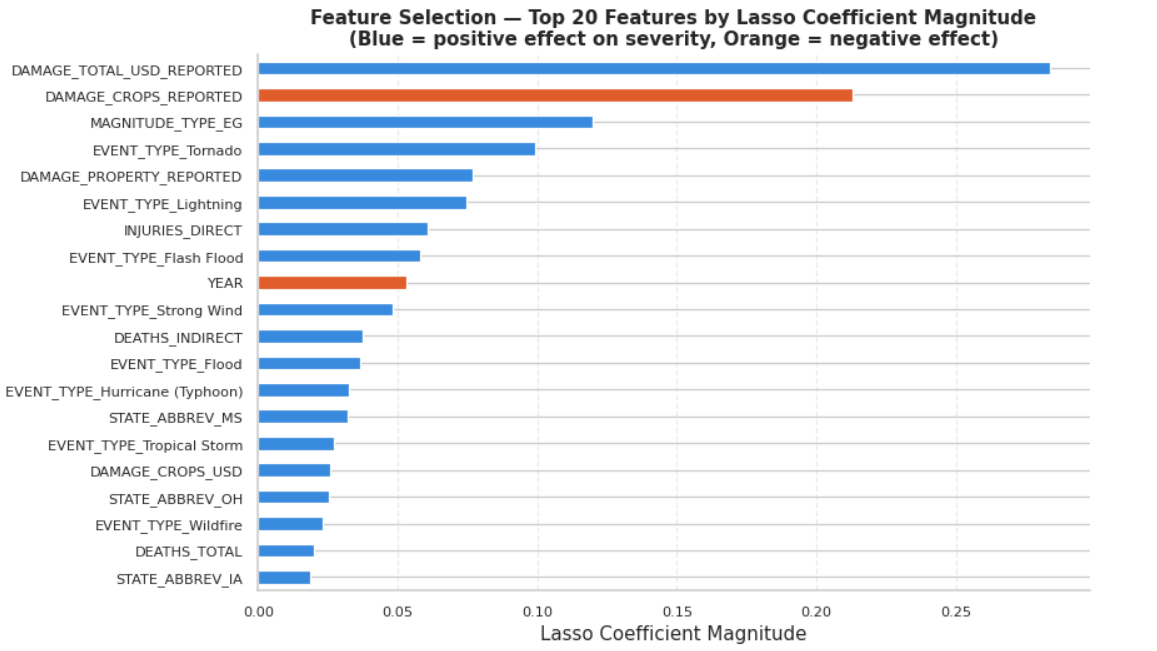 Feature Selection — Top 20 Features by Lasso Coefficient Magnitude
(Blue = positive effect on severity, Orange = negative effect)
DAMAGE_TOTAL_USD_REPORTED
DAMAGE_CROPS_REPORTED
MAGNITUDE_TYPE_EG
EVENT_TYPE_Tornado
DAMAGE_PROPERTY_REPORTED
EVENT_TYPE_Lightning
INJURIES_DIRECT
EVENT_TYPE_Flash Flood
YEAR
EVENT_TYPE_Strong Wind
DEATHS_INDIRECT
EVENT_TYPE_Flood
EVENT_TYPE_Hurricane (Typhoon)
STATE_ABBREV_MS
EVENT_TYPE_Tropical Storm
DAMAGE_CROPS_USD
STATE_ABBREV_OH
EVENT_TYPE_Wildfire
DEATHS_TOTAL
STATE_ABBREV_IA
0.00 0.05 0.10 0.15 0.20 0.25
Lasso Coefficient Magnitude